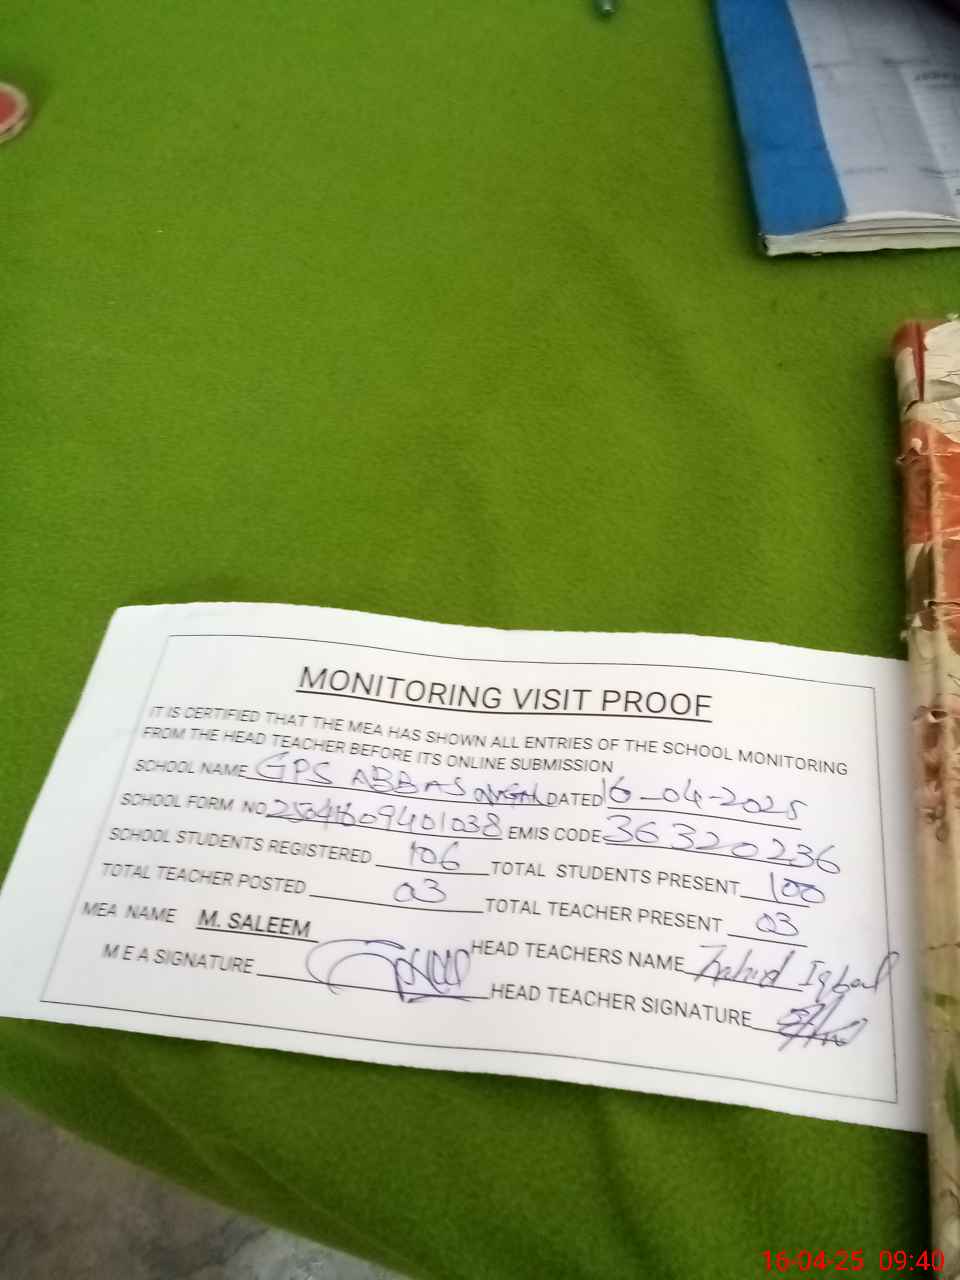 MONITORING VISIT PROOF
IT IS CERTIFIED THAT THE MEA HAS SHOWN ALL ENTRIES OF THE SCHOOL MONITORING
FROM THE HEAD TEACHER BEFORE ITS ONLINE SUBMISSION
SCHOOL NAME GPS ABBAS DATED 16-04-2025
SCHOOL FORM NO EMIS CODE 36320236
SCHOOL STUDENTS REGISTERED 106 TOTAL STUDENTS PRESENT 100
TOTAL TEACHER POSTED 03 TOTAL TEACHER PRESENT 03
MEA NAME M. SALEEM HEAD TEACHERS NAME Iqbal
M E A SIGNATURE HEAD TEACHER SIGNATURE
16-04-25 09:40